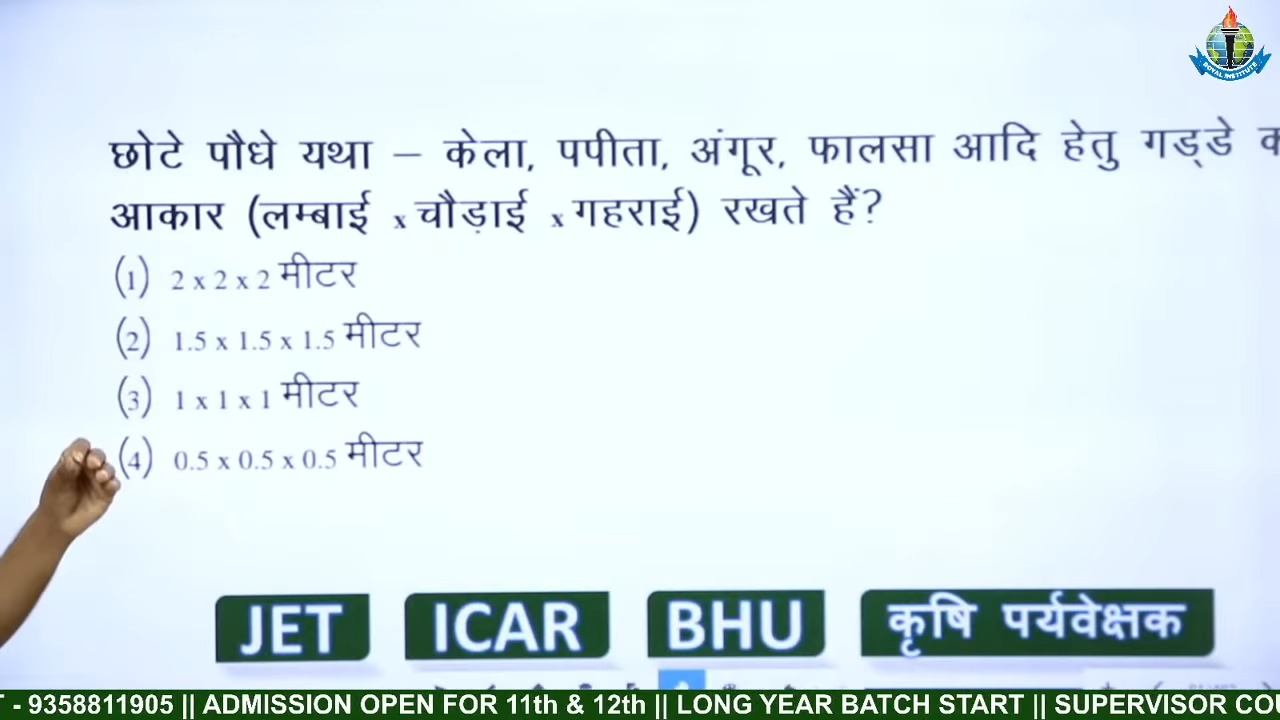 ROYAL INSTITUTE
छोटे पौधे यथा – केला, पपीता, अंगूर, फालसा आदि हेतु गड्डे
आकार (लम्बाई x चौड़ाई x गहराई) रखते हैं?
(1) 2 x 2 x 2 मीटर
(2) 1.5 x 1.5 x 1.5 मीटर
(3) 1 x 1 x 1 मीटर
(4) 0.5 x 0.5 x 0.5 मीटर
JET ICAR BHU कृषि पर्यवेक्षक
- 9358811905 || ADMISSION OPEN FOR 11th & 12th || LONG YEAR BATCH START || SUPERVISOR